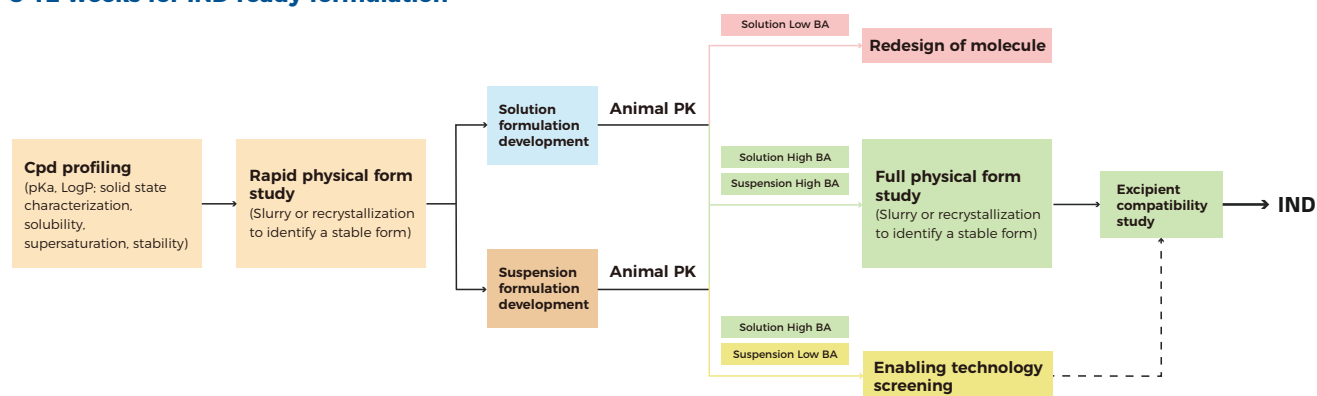 Cpd profiling
(pKa, LogP; solid state
characterization,
solubility,
supersaturation, stability)
Rapid physical form
study
(Slurry or recrystallization
to identify a stable form)
Solution
formulation
development
Animal PK
Suspension
formulation
development
Animal PK
Solution Low BA
Redesign of molecule
Solution High BA
Suspension High BA
Full physical form
study
(Slurry or recrystallization
to identify a stable form)
Excipient
compatibility
study
IND
Solution High BA
Suspension Low BA
Enabling technology
screening